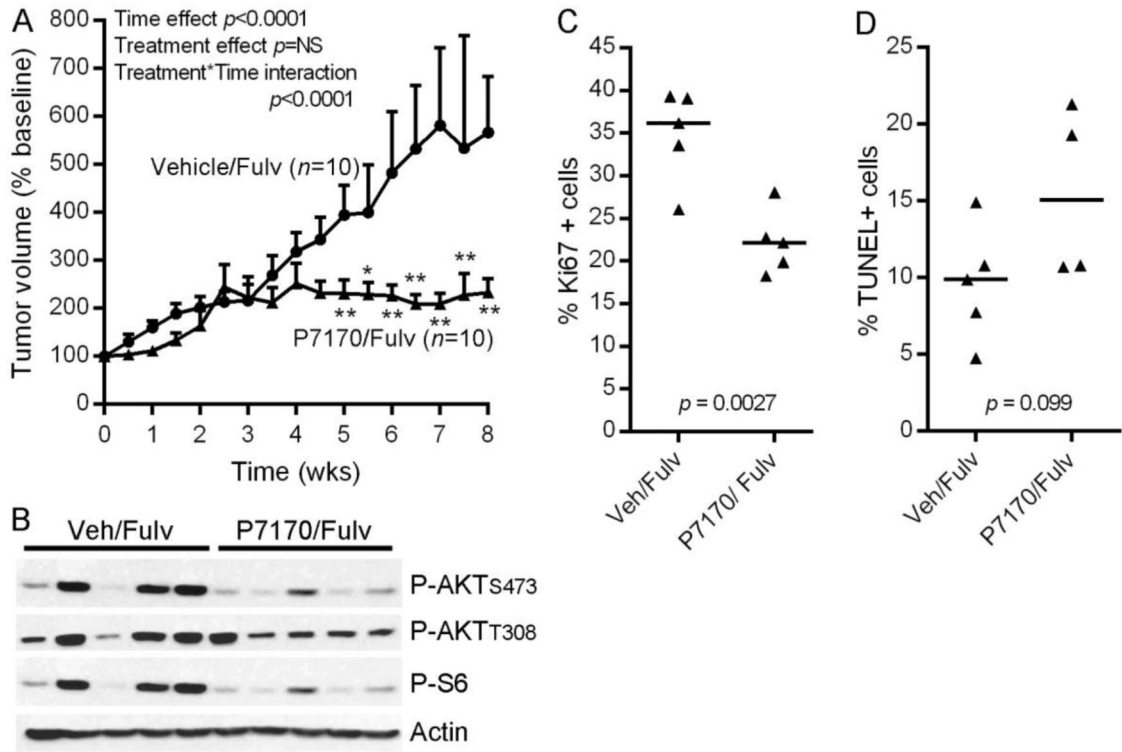 A
800
700
600
500
400
300
200
100
0
Tumor volume (% baseline)
Time effect p<0.0001
Treatment effect p=NS
Treatment*Time interaction
p<0.0001
Vehicle/Fulv (n=10)
* ** **
** ** ** **
P7170/Fulv (n=10)
0 1 2 3 4 5 6 7 8
Time (wks)
B
Veh/Fulv P7170/Fulv
P-AKTS473
P-AKTT308
P-S6
Actin
C
45
40
35
30
25
20
15
10
5
0
% Ki67 + cells
p = 0.0027
Veh/Fulv
P7170/ Fulv
D
25
20
15
10
5
0
% TUNEL+ cells
p = 0.099
Veh/Fulv
P7170/Fulv